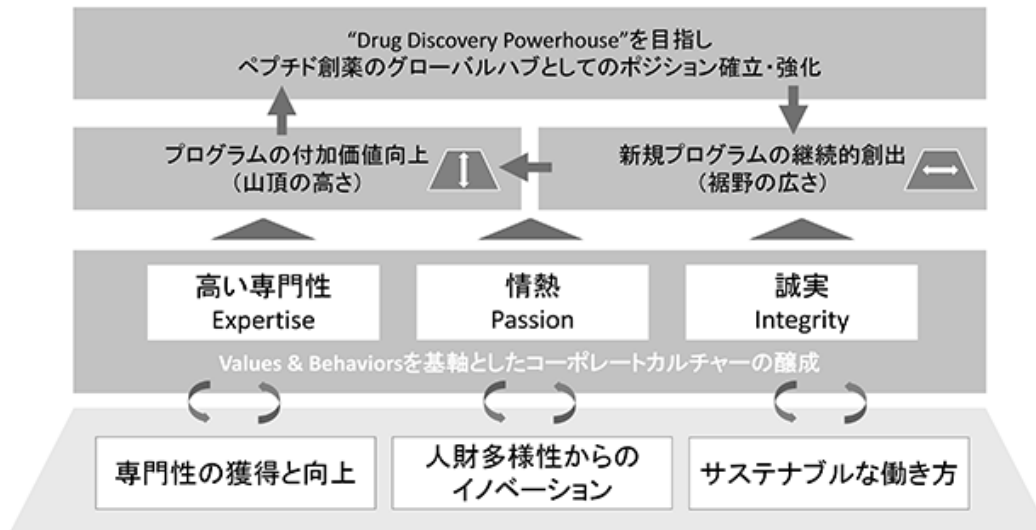 “Drug Discovery Powerhouse”を目指し
ペプチド創薬のグローバルハブとしてのポジション確立・強化
プログラムの付加価値向上
（山頂の高さ）
新規プログラムの継続的創出
（裾野の広さ）
高い専門性
Expertise
情熱
Passion
誠実
Integrity
Values & Behaviorsを基軸としたコーポレートカルチャーの醸成
専門性の獲得と向上
人財多様性からの
イノベーション
サステナブルな働き方